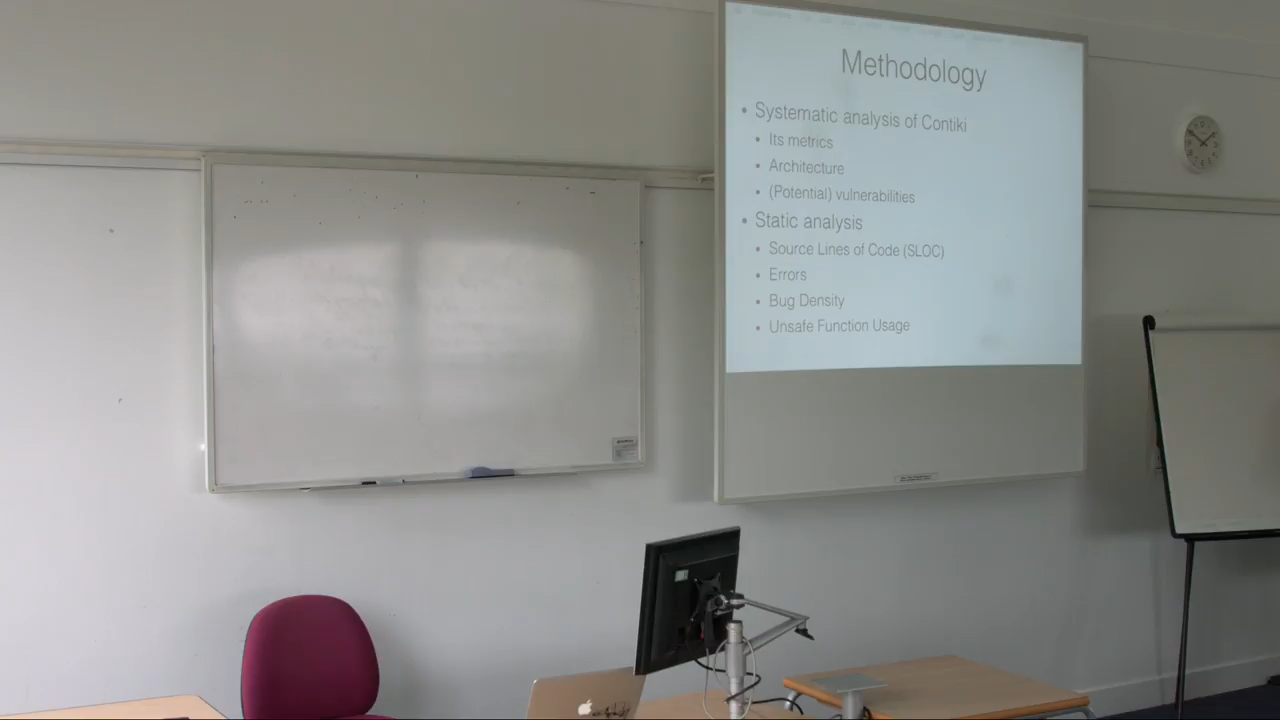 Methodology
• Systematic analysis of Contiki
• Its metrics
• Architecture
• (Potential) vulnerabilities
• Static analysis
• Source Lines of Code (SLOC)
• Errors
• Bug Density
• Unsafe Function Usage